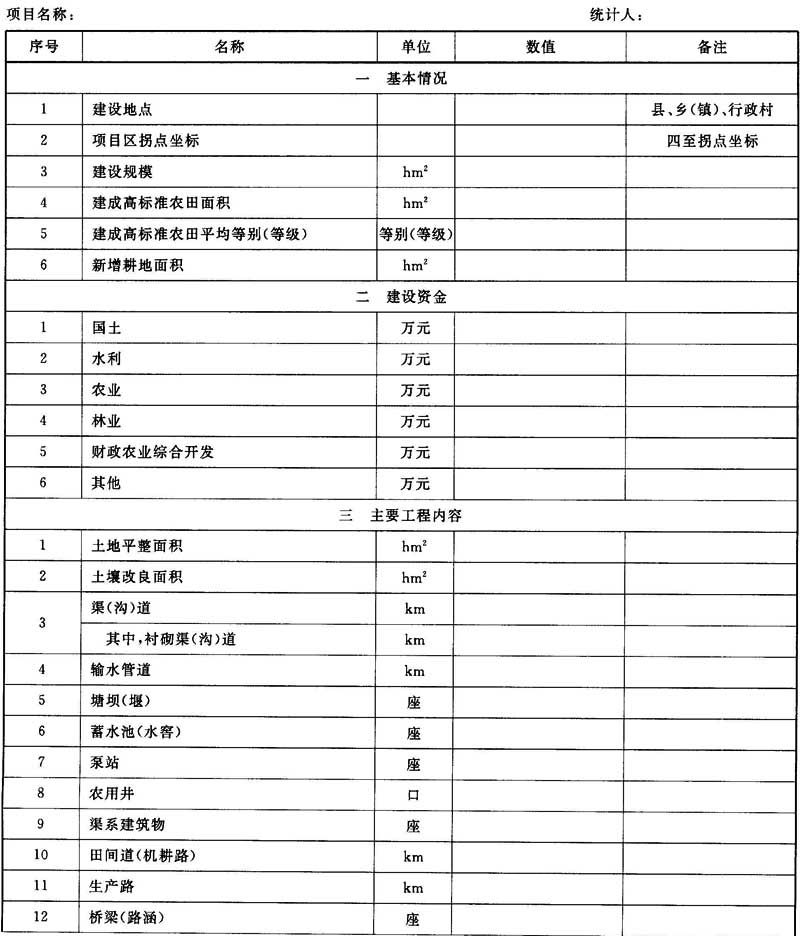 项目名称： 统计人：
序号 名称 单位 数值 备注
一 基本情况
1 建设地点 县、乡(镇)、行政村
2 项目区拐点坐标 四至拐点坐标
3 建设规模 hm²
4 建成高标准农田面积 hm²
5 建成高标准农田平均等别(等级) 等别(等级)
6 新增耕地面积 hm²
二 建设资金
1 国土 万元
2 水利 万元
3 农业 万元
4 林业 万元
5 财政农业综合开发 万元
6 其他 万元
三 主要工程内容
1 土地平整面积 hm²
2 土壤改良面积 hm²
3 渠(沟)道 km
其中,衬砌渠(沟)道 km
4 输水管道 km
5 塘坝(堰) 座
6 蓄水池(水窖) 座
7 泵站 座
8 农用井 口
9 渠系建筑物 座
10 田间道(机耕路) km
11 生产路 km
12 桥梁(路涵) 座